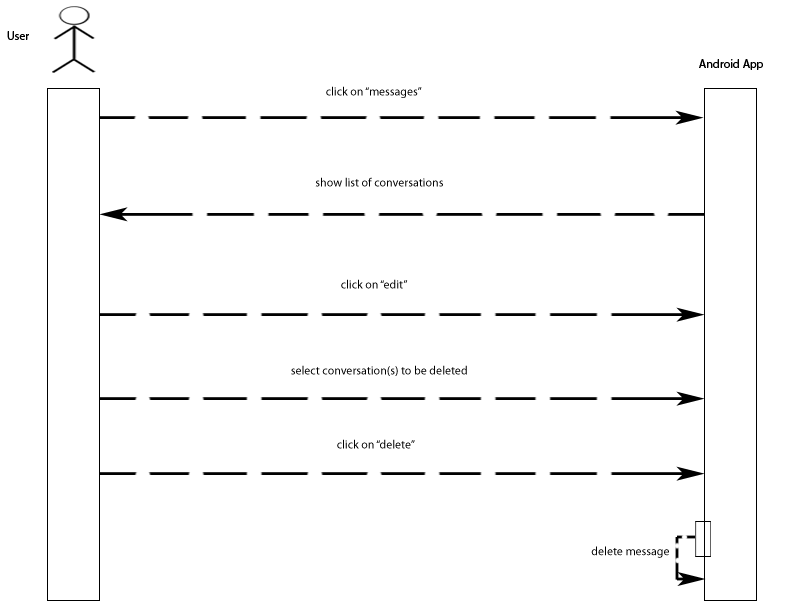 User
Android App
click on “messages”
show list of conversations
click on “edit”
select conversation(s) to be deleted
click on “delete”
delete message